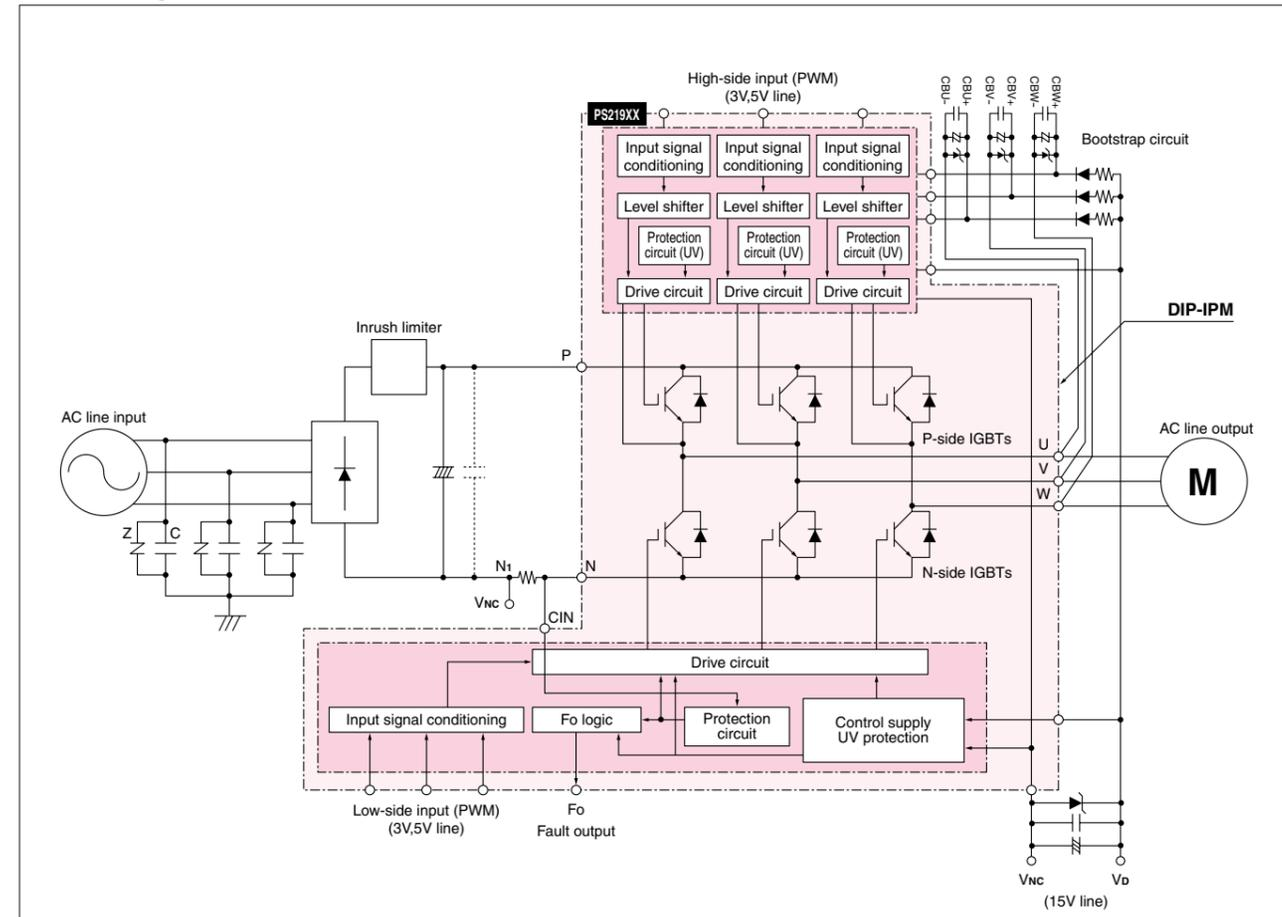 High-side input (PWM)
(3V,5V line)
PS219XX
CBU-
CBU+
CBV-
CBV+
CBW-
CBW+
Bootstrap circuit
Input signal
conditioning
Input signal
conditioning
Input signal
conditioning
Level shifter
Level shifter
Level shifter
Protection
circuit (UV)
Protection
circuit (UV)
Protection
circuit (UV)
Drive circuit
Drive circuit
Drive circuit
DIP-IPM
Inrush limiter
P
AC line input
P-side IGBTs
U
V
W
AC line output
M
Z
C
N1
N
VNC
CIN
N-side IGBTs
Drive circuit
Input signal conditioning
Fo logic
Protection
circuit
Control supply
UV protection
Low-side input (PWM)
(3V,5V line)
Fo
Fault output
VNC
VD
(15V line)